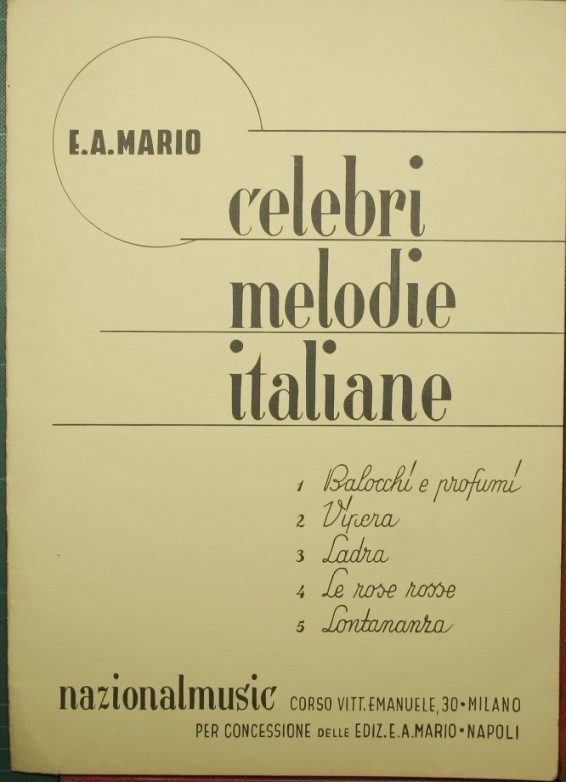 E.A.MARIO
celebri
melodie
italiane
1 Balocchi e profumi
2 Vipera
3 Ladra
4 Le rose rosse
5 Lontananza
nazionalmusic CORSO VITT. EMANUELE, 30 • MILANO
PER CONCESSIONE DELLE EDIZ. E.A.MARIO • NAPOLI